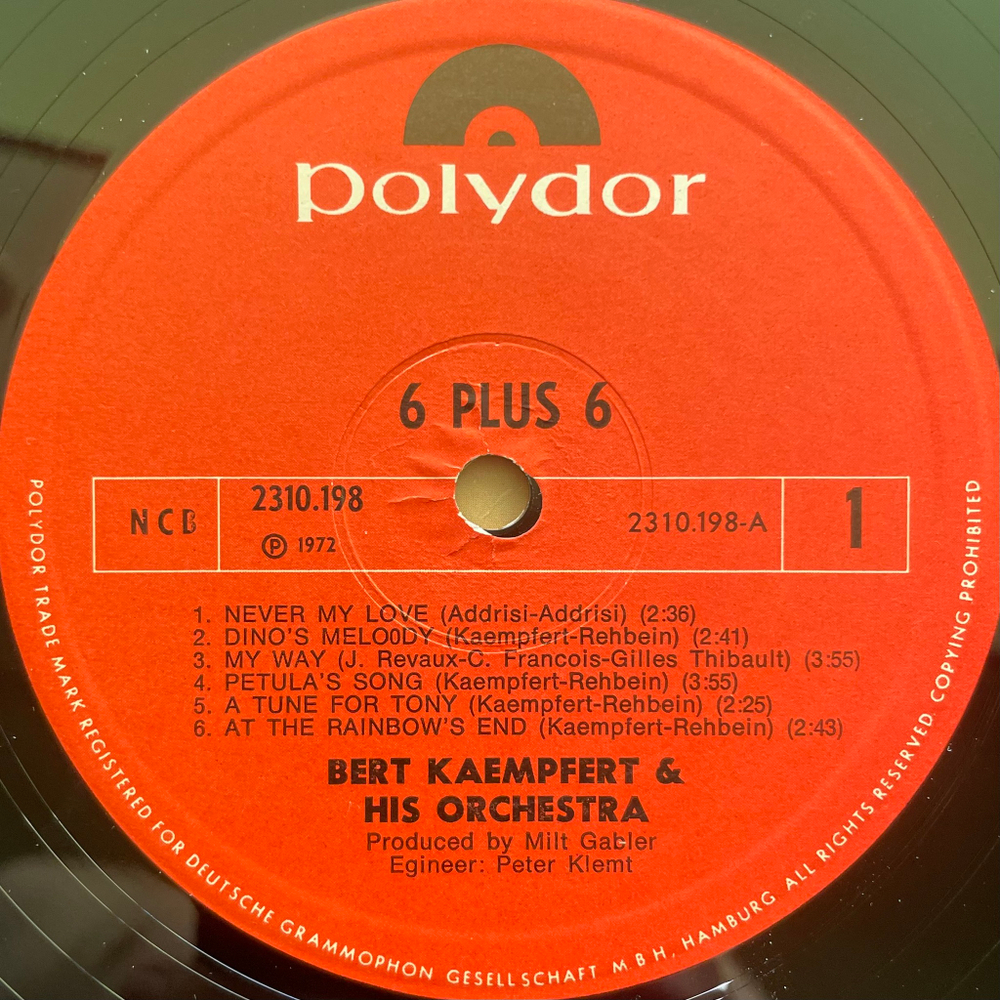 polydor
6 PLUS 6
NCB
2310.198
Ⓟ 1972
2310.198-A
1
1. NEVER MY LOVE (Addrisi-Addrisi) (2:36)
2. DINO'S MELO0DY (Kaempfert-Rehbein) (2:41)
3. MY WAY (J. Revaux-C. Francois-Gilles Thibault) (3:55)
4. PETULA'S SONG (Kaempfert-Rehbein) (3:55)
5. A TUNE FOR TONY (Kaempfert-Rehbein) (2:25)
6. AT THE RAINBOW'S END (Kaempfert-Rehbein) (2:43)
BERT KAEMPFERT &
HIS ORCHESTRA
Produced by Milt Gabler
Egineer: Peter Klemt
POLYDOR TRADE MARK REGISTERED FOR DEUTSCHE GRAMMOPHON GESELLSCHAFT MBH, HAMBURG ALL RIGHTS RESERVED. COPYING PROHIBITED